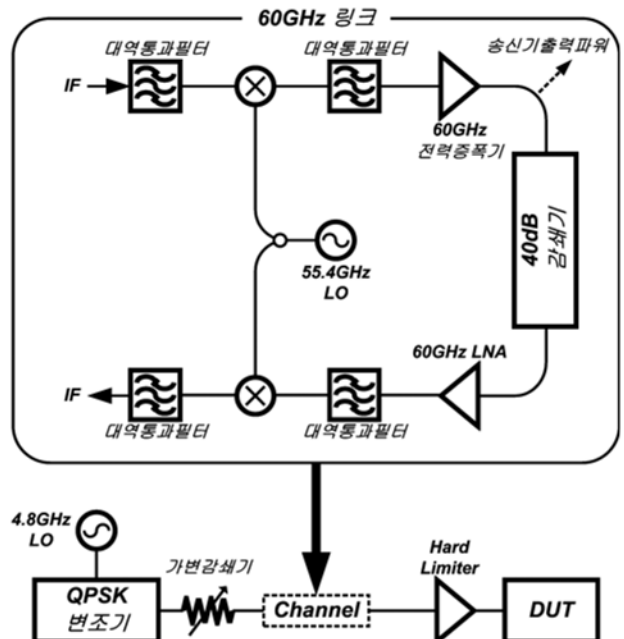 60GHz 링크
대역통과필터
대역통과필터
송신기출력파워
IF
60GHz
전력증폭기
40dB
감쇄기
55.4GHz
LO
60GHz LNA
IF
대역통과필터
대역통과필터
4.8GHz
LO
가변감쇄기
Hard
Limiter
QPSK
변조기
Channel
DUT